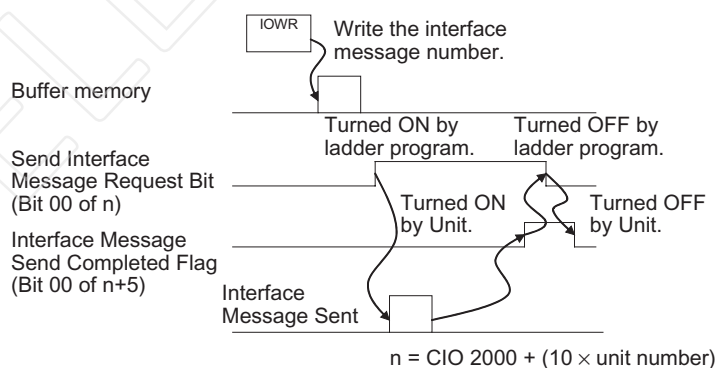 IOWR
Write the interface
message number.
Buffer memory
Turned ON by
ladder program.
Turned OFF by
ladder program.
Send Interface
Message Request Bit
(Bit 00 of n)
Turned ON
by Unit.
Turned OFF
by Unit.
Interface Message
Send Completed Flag
(Bit 00 of n+5)
Interface
Message Sent
n = CIO 2000 + (10 × unit number)